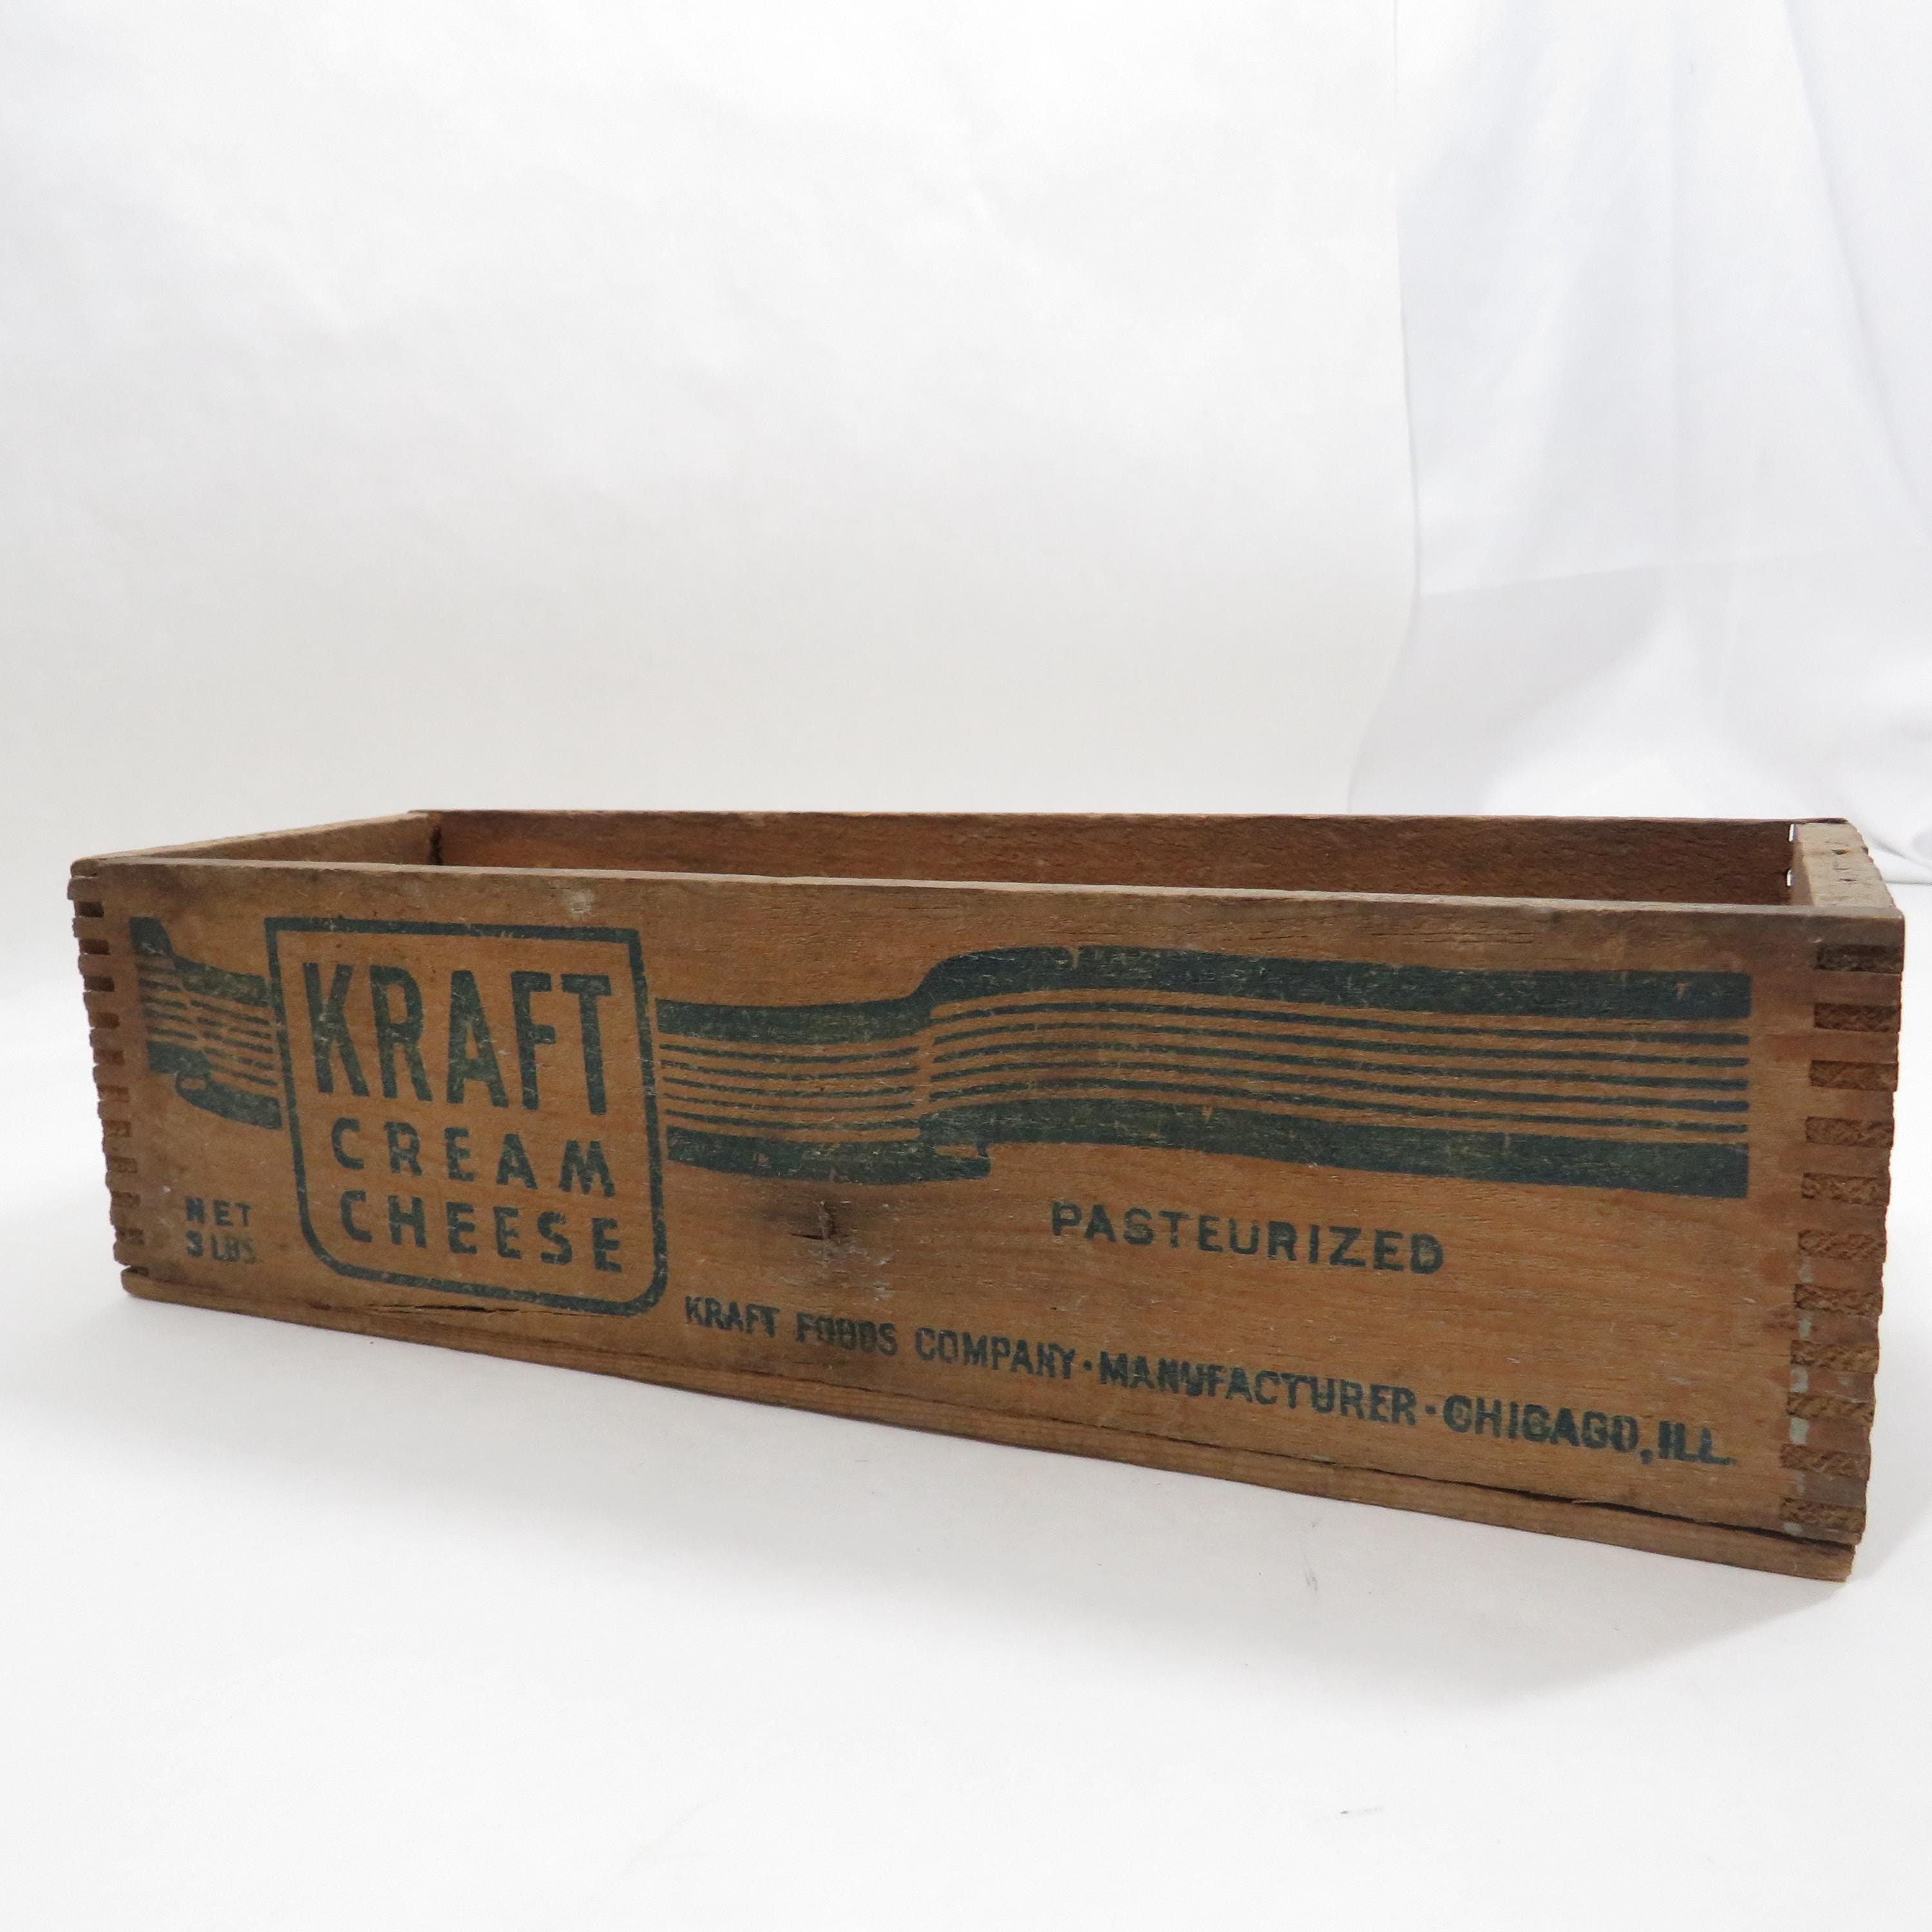 KRAFT
CREAM
CHEESE
NET
3 LBS
PASTEURIZED
KRAFT FOODS COMPANY · MANUFACTURER · CHICAGO, ILL.